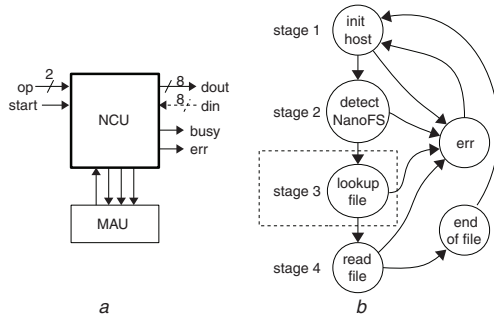 2
op
start
NCU
8
dout
8
din
busy
err
MAU
a
stage 1
init
host
stage 2
detect
NanoFS
err
stage 3
lookup
file
end
of file
stage 4
read
file
b